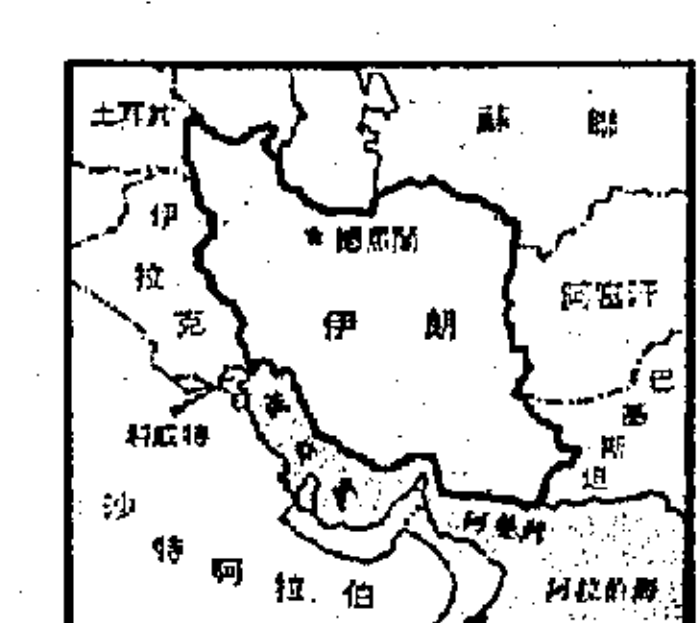 土耳其
蘇聯
伊拉克
德黑蘭
伊朗
阿富汗
巴基斯坦
科威特
波斯灣
阿曼灣
沙特阿拉伯
阿拉伯海